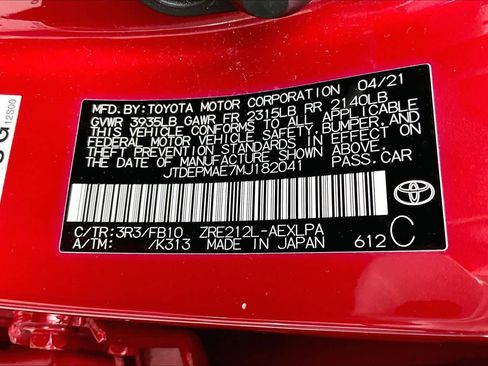 MFD. BY: TOYOTA MOTOR CORPORATION 04/21
GVWR 3935LB GAWR FR 2315LB RR 2140LB
THIS VEHICLE CONFORMS TO ALL APPLICABLE
FEDERAL MOTOR VEHICLE SAFETY, BUMPER, AND
THEFT PREVENTION STANDARDS IN EFFECT ON
THE DATE OF MANUFACTURE SHOWN ABOVE.
JTDEPMAE7MJ182041 PASS. CAR
TOYOTA
C/TR: 3R3/FB10 ZRE212L-AEXLPA
A/TM: /K313 MADE IN JAPAN 612 C
12S00